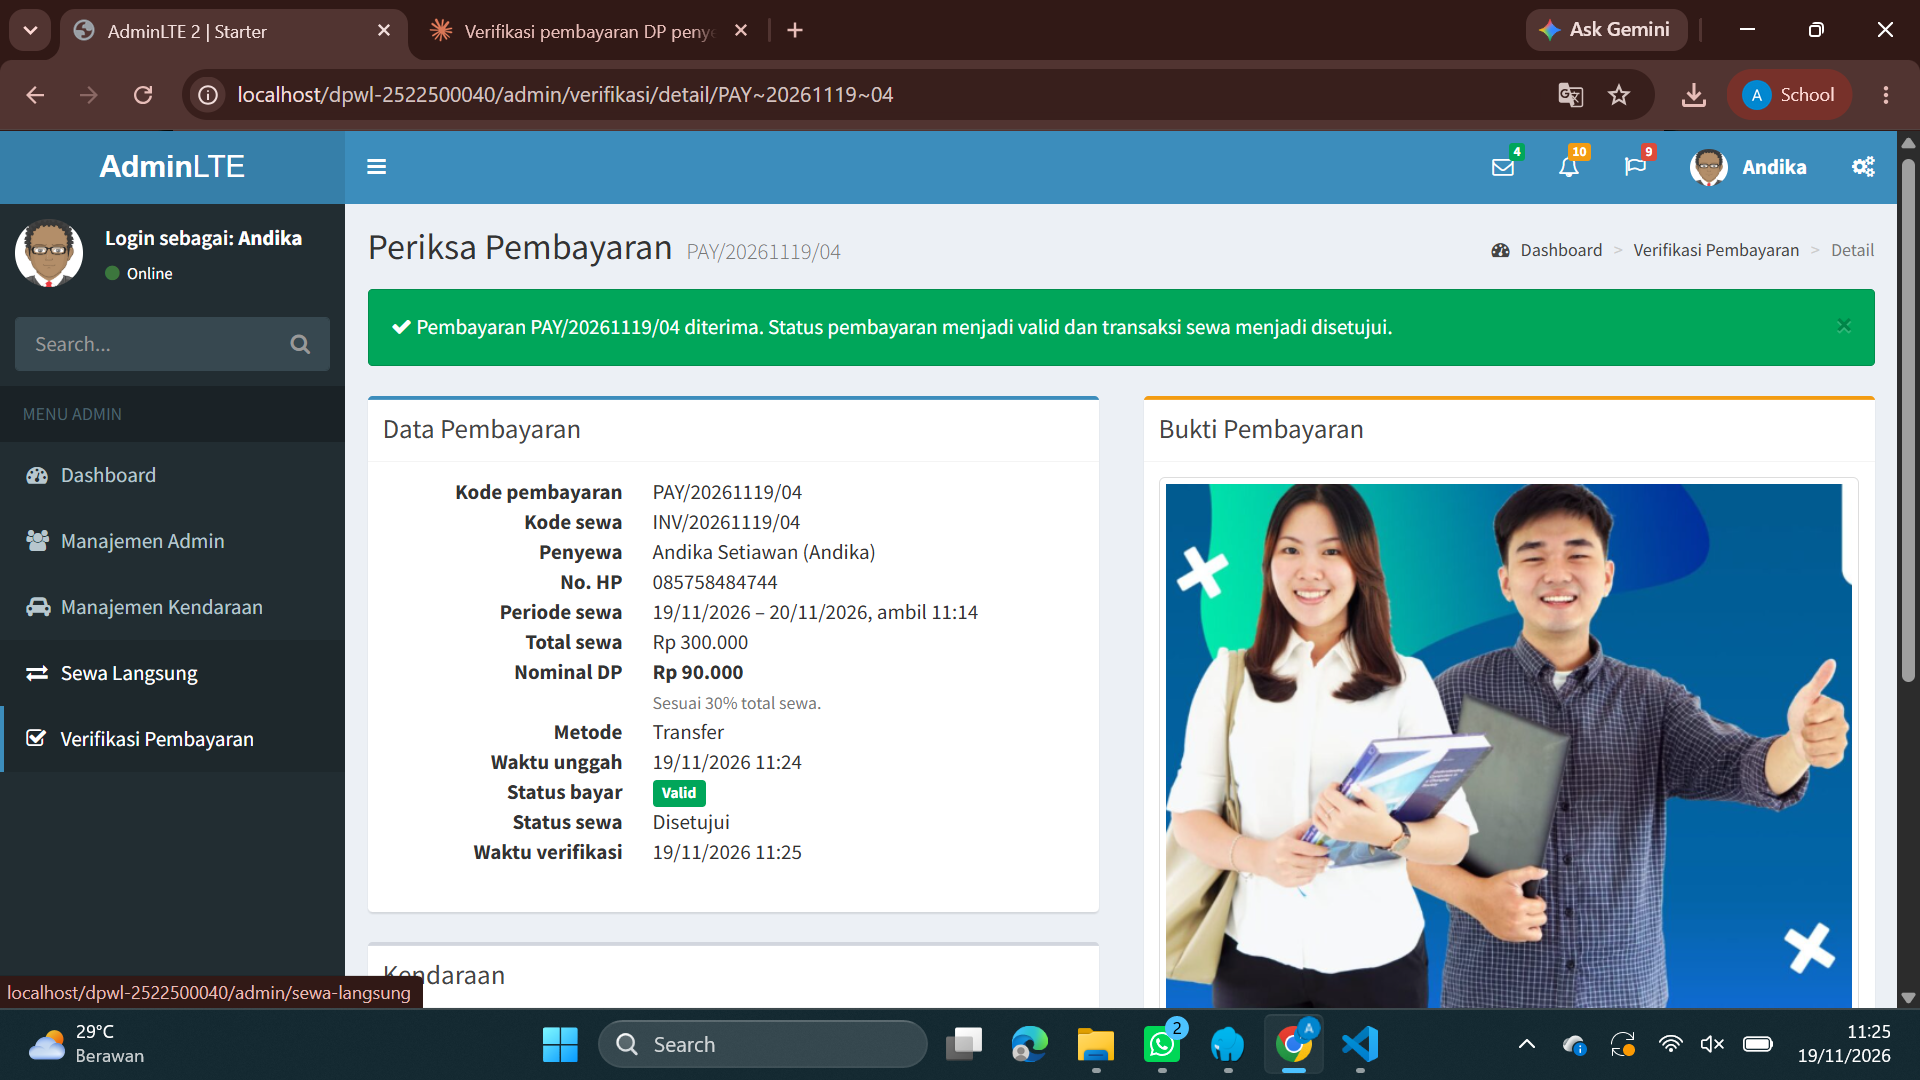 AdminLTE 2 | Starter
Verifikasi pembayaran DP penye
Ask Gemini
localhost/dpwl-2522500040/admin/verifikasi/detail/PAY~20261119~04
A School
AdminLTE
4
10
9
Andika
Login sebagai: Andika
Online
Search...
MENU ADMIN
Dashboard
Manajemen Admin
Manajemen Kendaraan
Sewa Langsung
Verifikasi Pembayaran
Periksa Pembayaran PAY/20261119/04
Dashboard > Verifikasi Pembayaran > Detail
Pembayaran PAY/20261119/04 diterima. Status pembayaran menjadi valid dan transaksi sewa menjadi disetujui.
×
Data Pembayaran
Kode pembayaran PAY/20261119/04
Kode sewa INV/20261119/04
Penyewa Andika Setiawan (Andika)
No. HP 085758484744
Periode sewa 19/11/2026 – 20/11/2026, ambil 11:14
Total sewa Rp 300.000
Nominal DP Rp 90.000
Sesuai 30% total sewa.
Metode Transfer
Waktu unggah 19/11/2026 11:24
Status bayar Valid
Status sewa Disetujui
Waktu verifikasi 19/11/2026 11:25
Kendaraan
Bukti Pembayaran
localhost/dpwl-2522500040/admin/sewa-langsung
29°C
Berawan
Search
2
A
11:25
19/11/2026